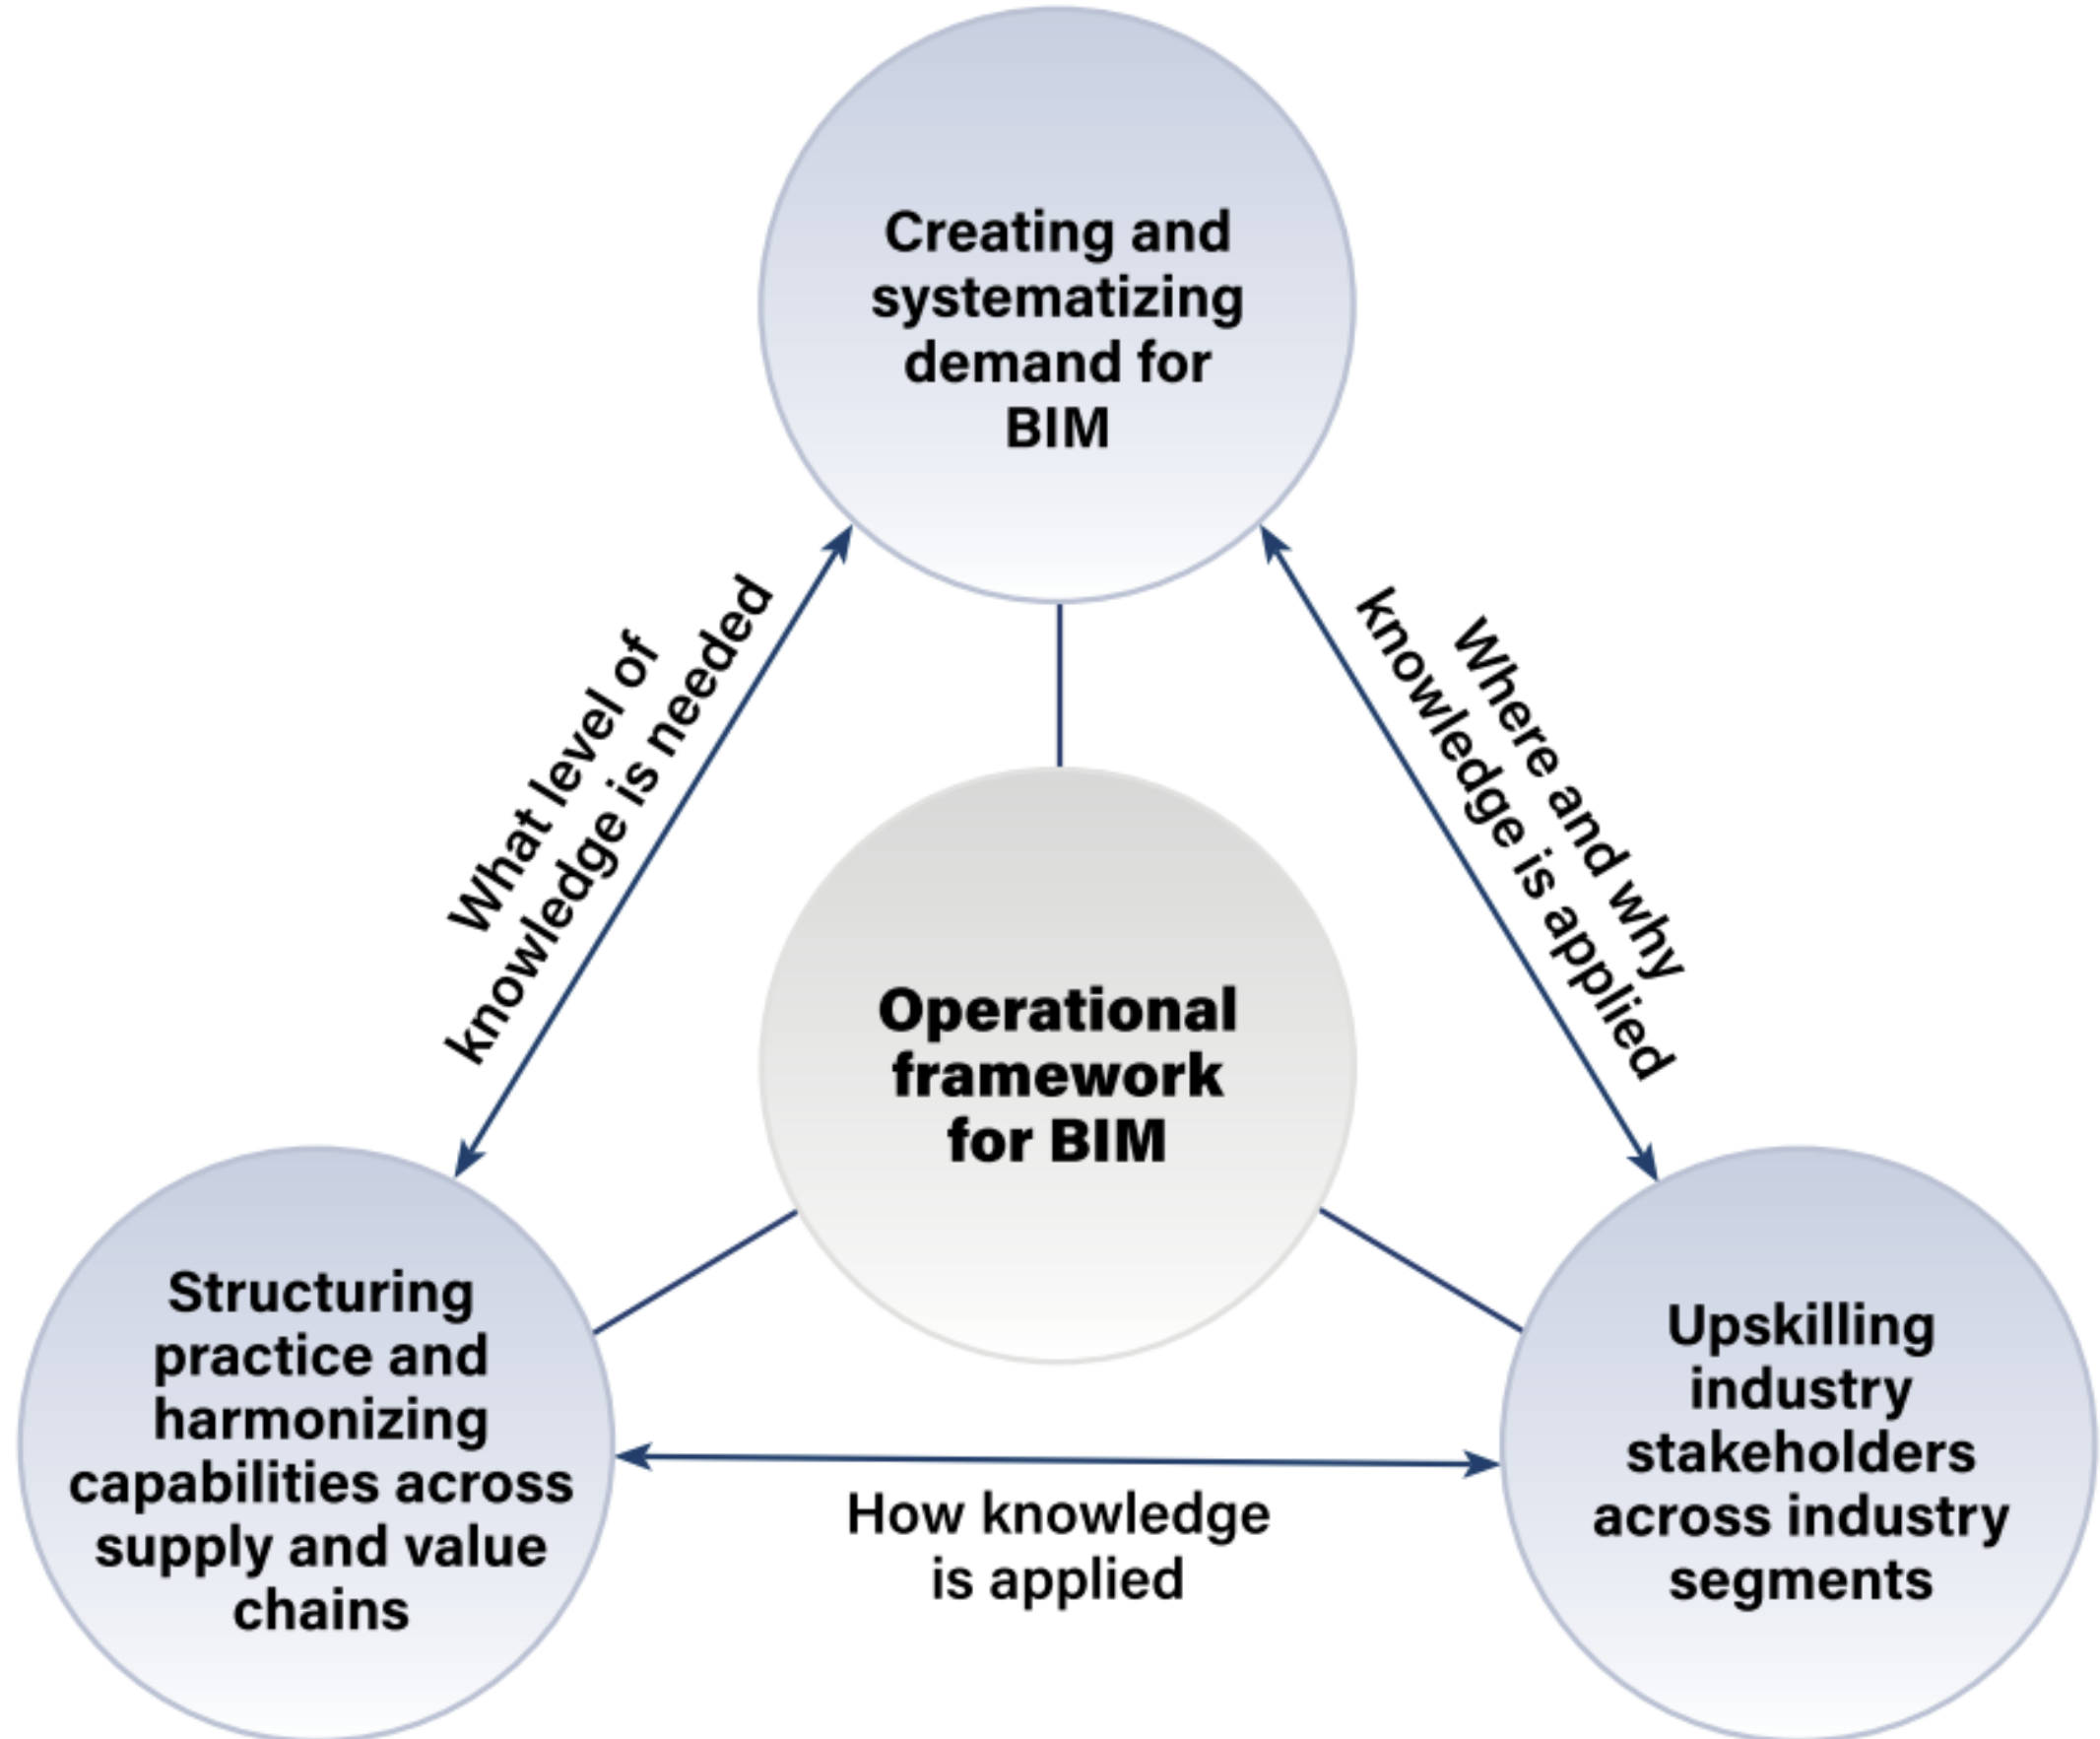 Creating and
systematizing
demand for
BIM
What level of
knowledge is needed
Where and why
knowledge is applied
Operational
framework
for BIM
Structuring
practice and
harmonizing
capabilities across
supply and value
chains
How knowledge
is applied
Upskilling
industry
stakeholders
across industry
segments